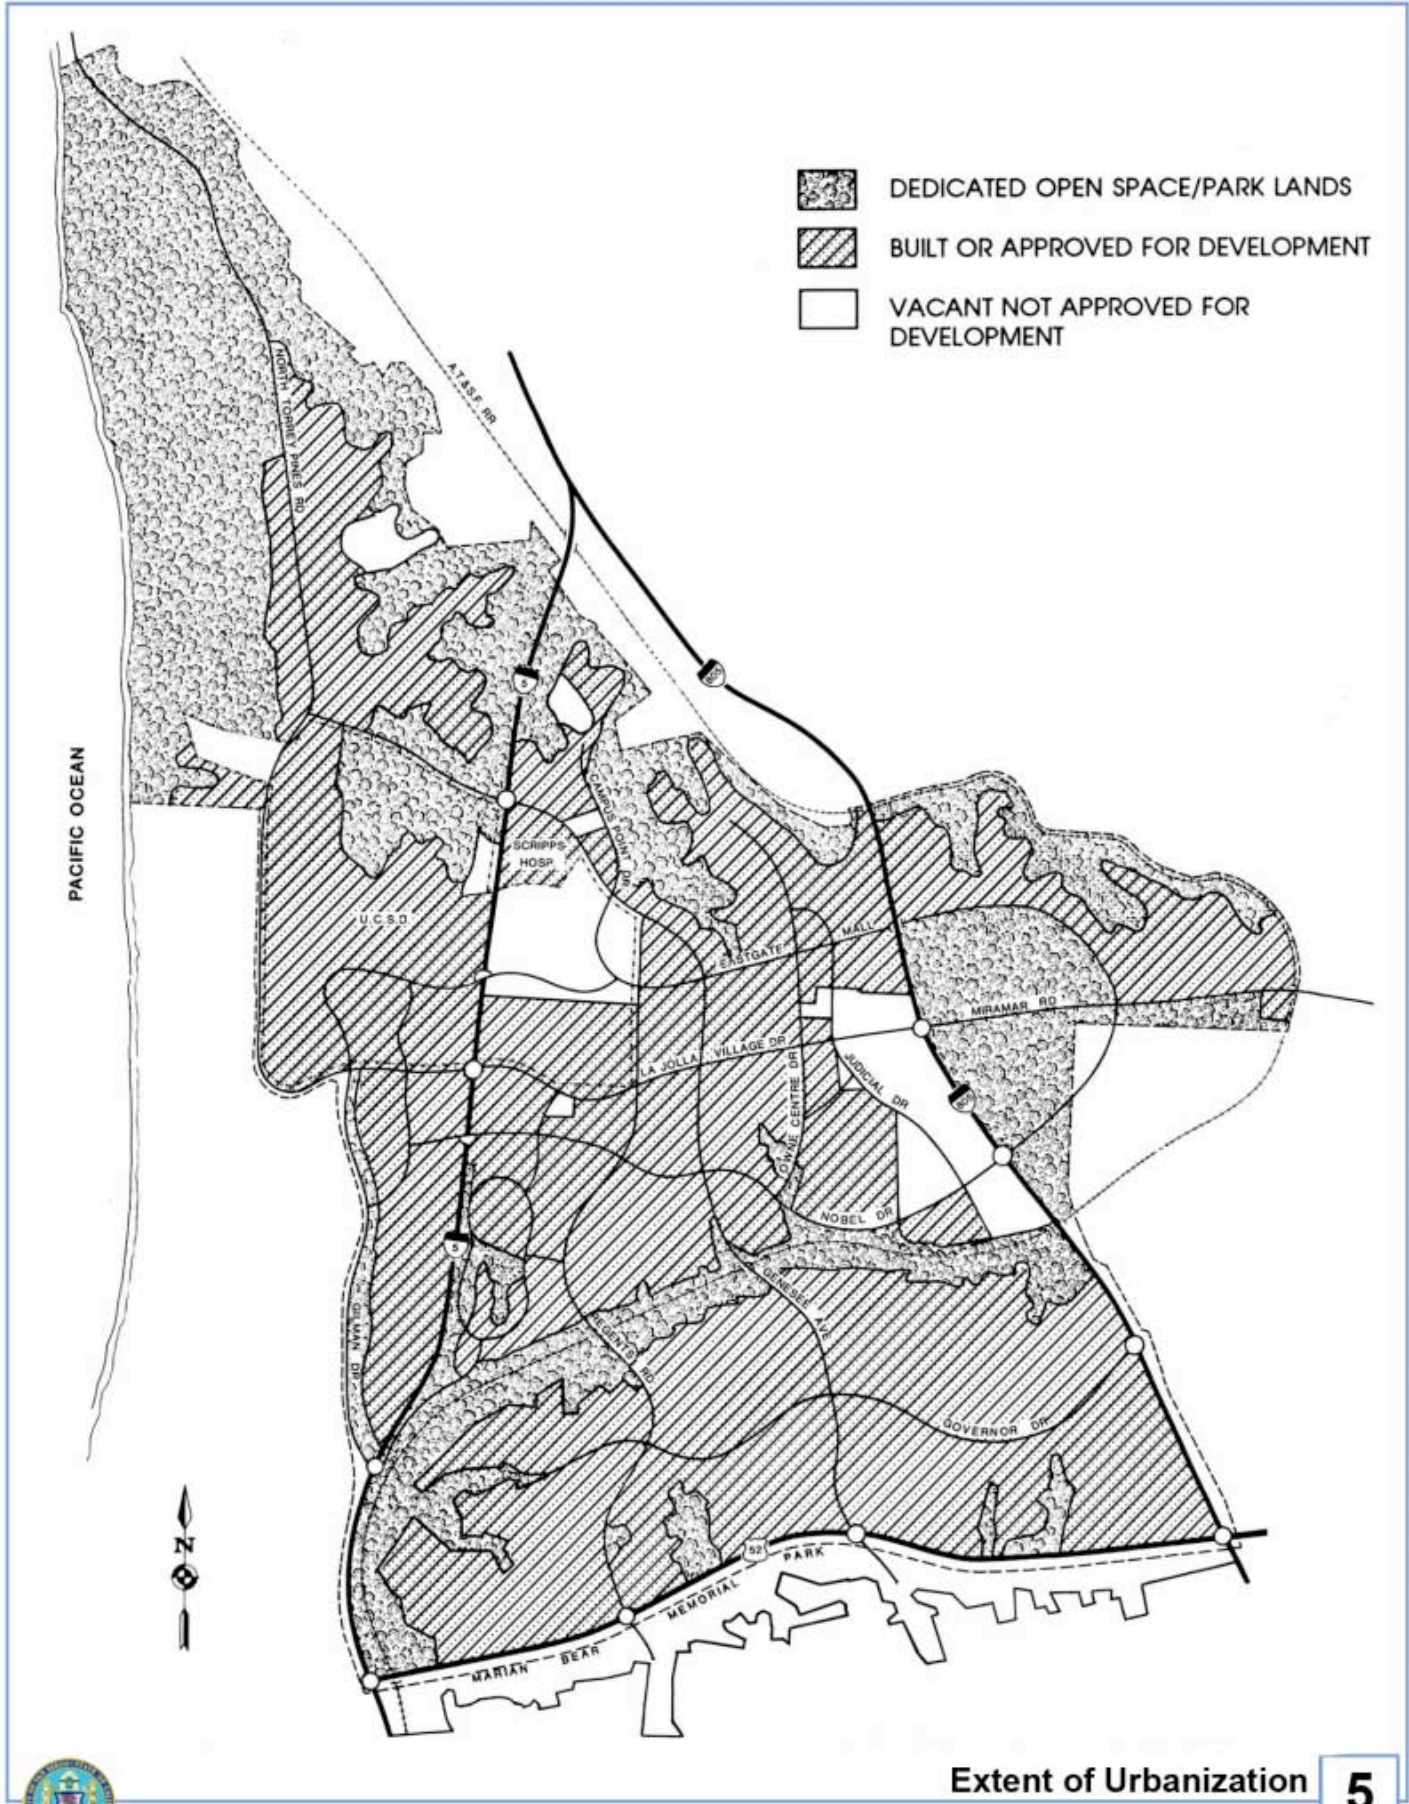 DEDICATED OPEN SPACE/PARK LANDS
BUILT OR APPROVED FOR DEVELOPMENT
VACANT NOT APPROVED FOR
DEVELOPMENT
A.T.& S.F. RR
NORTH TORREY PINES RD
5
805
PACIFIC OCEAN
CAMPUS POINT DR
SCRIPPS
HOSP.
U.C.S.D.
EASTGATE MALL
MIRAMAR RD
LA JOLLA VILLAGE DR
JUDICIAL DR
805
TOWNE CENTRE DR
NOBEL DR
5
GENESEE AVE
GILMAN DR
REGENTS RD
GOVERNOR DR
N
52
MARIAN BEAR MEMORIAL PARK
Extent of Urbanization
5